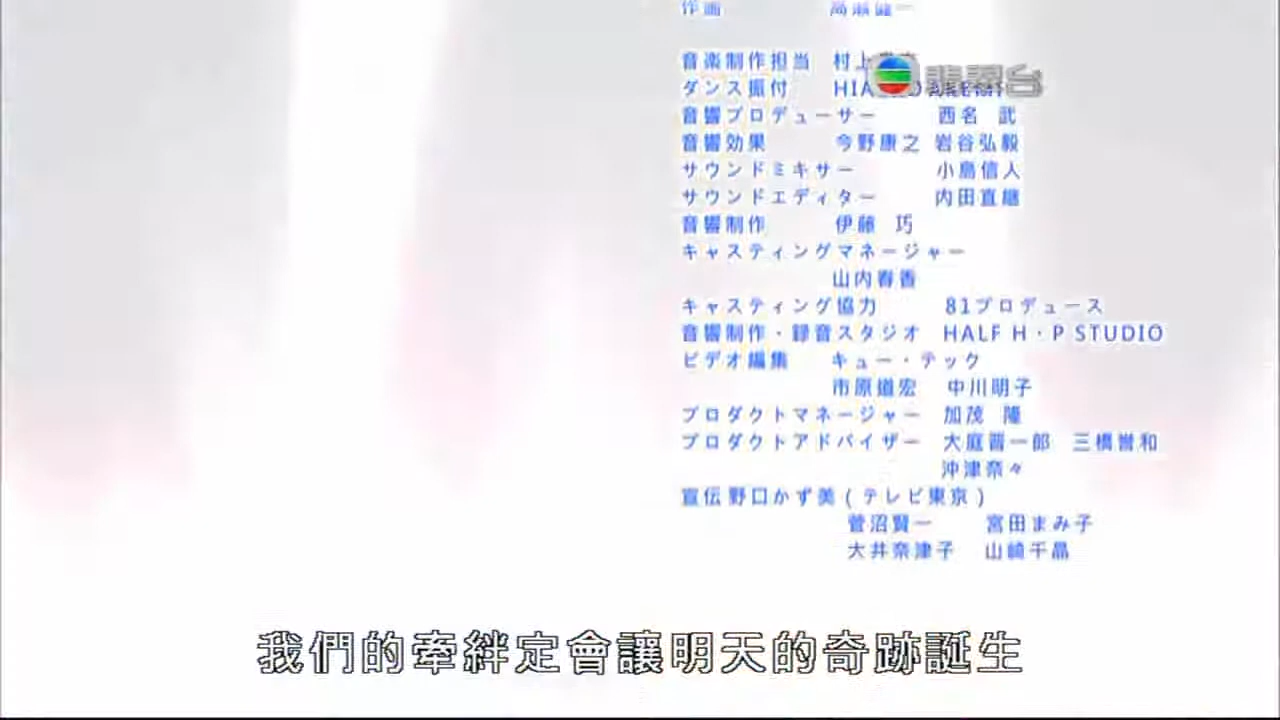 作画 高瀬健一
音楽制作担当 村上
翡翠台
ダンス振付
音響プロデューサー 西名 武
音響効果 今野康之 岩谷弘毅
サウンドミキサー 小島信人
サウンドエディター 内田直継
音響制作 伊藤 巧
キャスティングマネージャー
山内春香
キャスティング協力 81プロデュース
音響制作・録音スタジオ HALF H・P STUDIO
ビデオ編集 キュー・テック
市原道宏 中川明子
プロダクトマネージャー 加茂 隆
プロダクトアドバイザー 大庭晋一郎 三橋誉和
沖津奈々
宣伝 野口かず美(テレビ東京)
菅沼賢一 宮田まみ子
大井奈津子 山崎千晶
我們的牽絆定會讓明天的奇跡誕生